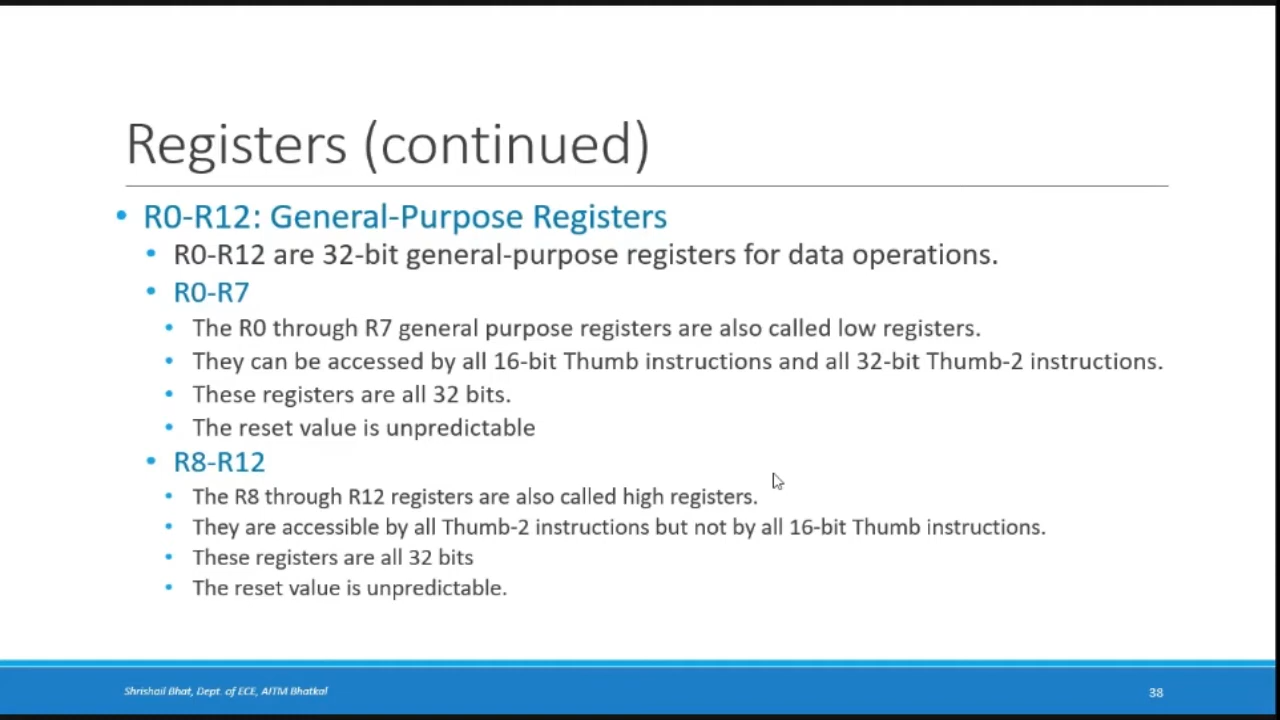 Registers (continued)
• R0-R12: General-Purpose Registers
• R0-R12 are 32-bit general-purpose registers for data operations.
• R0-R7
• The R0 through R7 general purpose registers are also called low registers.
• They can be accessed by all 16-bit Thumb instructions and all 32-bit Thumb-2 instructions.
• These registers are all 32 bits.
• The reset value is unpredictable
• R8-R12
• The R8 through R12 registers are also called high registers.
• They are accessible by all Thumb-2 instructions but not by all 16-bit Thumb instructions.
• These registers are all 32 bits
• The reset value is unpredictable.
Shrishail Bhat, Dept. of ECE, AITM Bhatkal
38